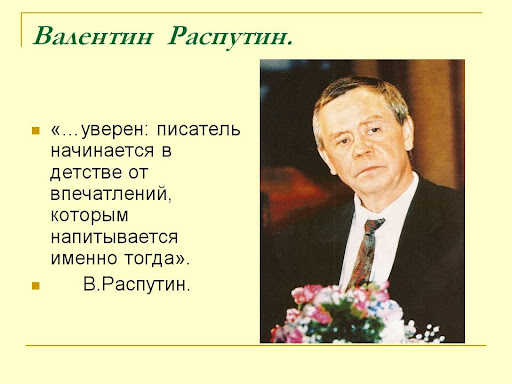 Валентин Распутин.
«…уверен: писатель
начинается в
детстве от
впечатлений,
которым
напитывается
именно тогда».
В.Распутин.